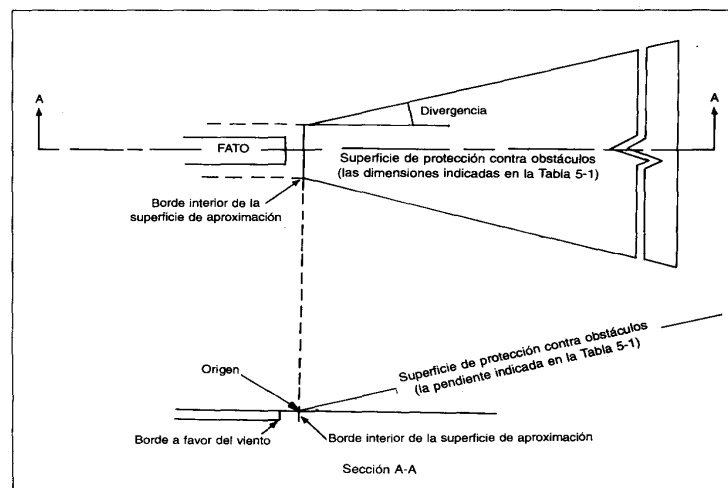 A
A
Divergencia
FATO
Superficie de protección contra obstáculos
(las dimensiones indicadas en la Tabla 5-1)
Borde interior de la
superficie de aproximación
Superficie de protección contra obstáculos
(la pendiente indicada en la Tabla 5-1)
Origen
Borde a favor del viento
Borde interior de la superficie de aproximación
Sección A-A